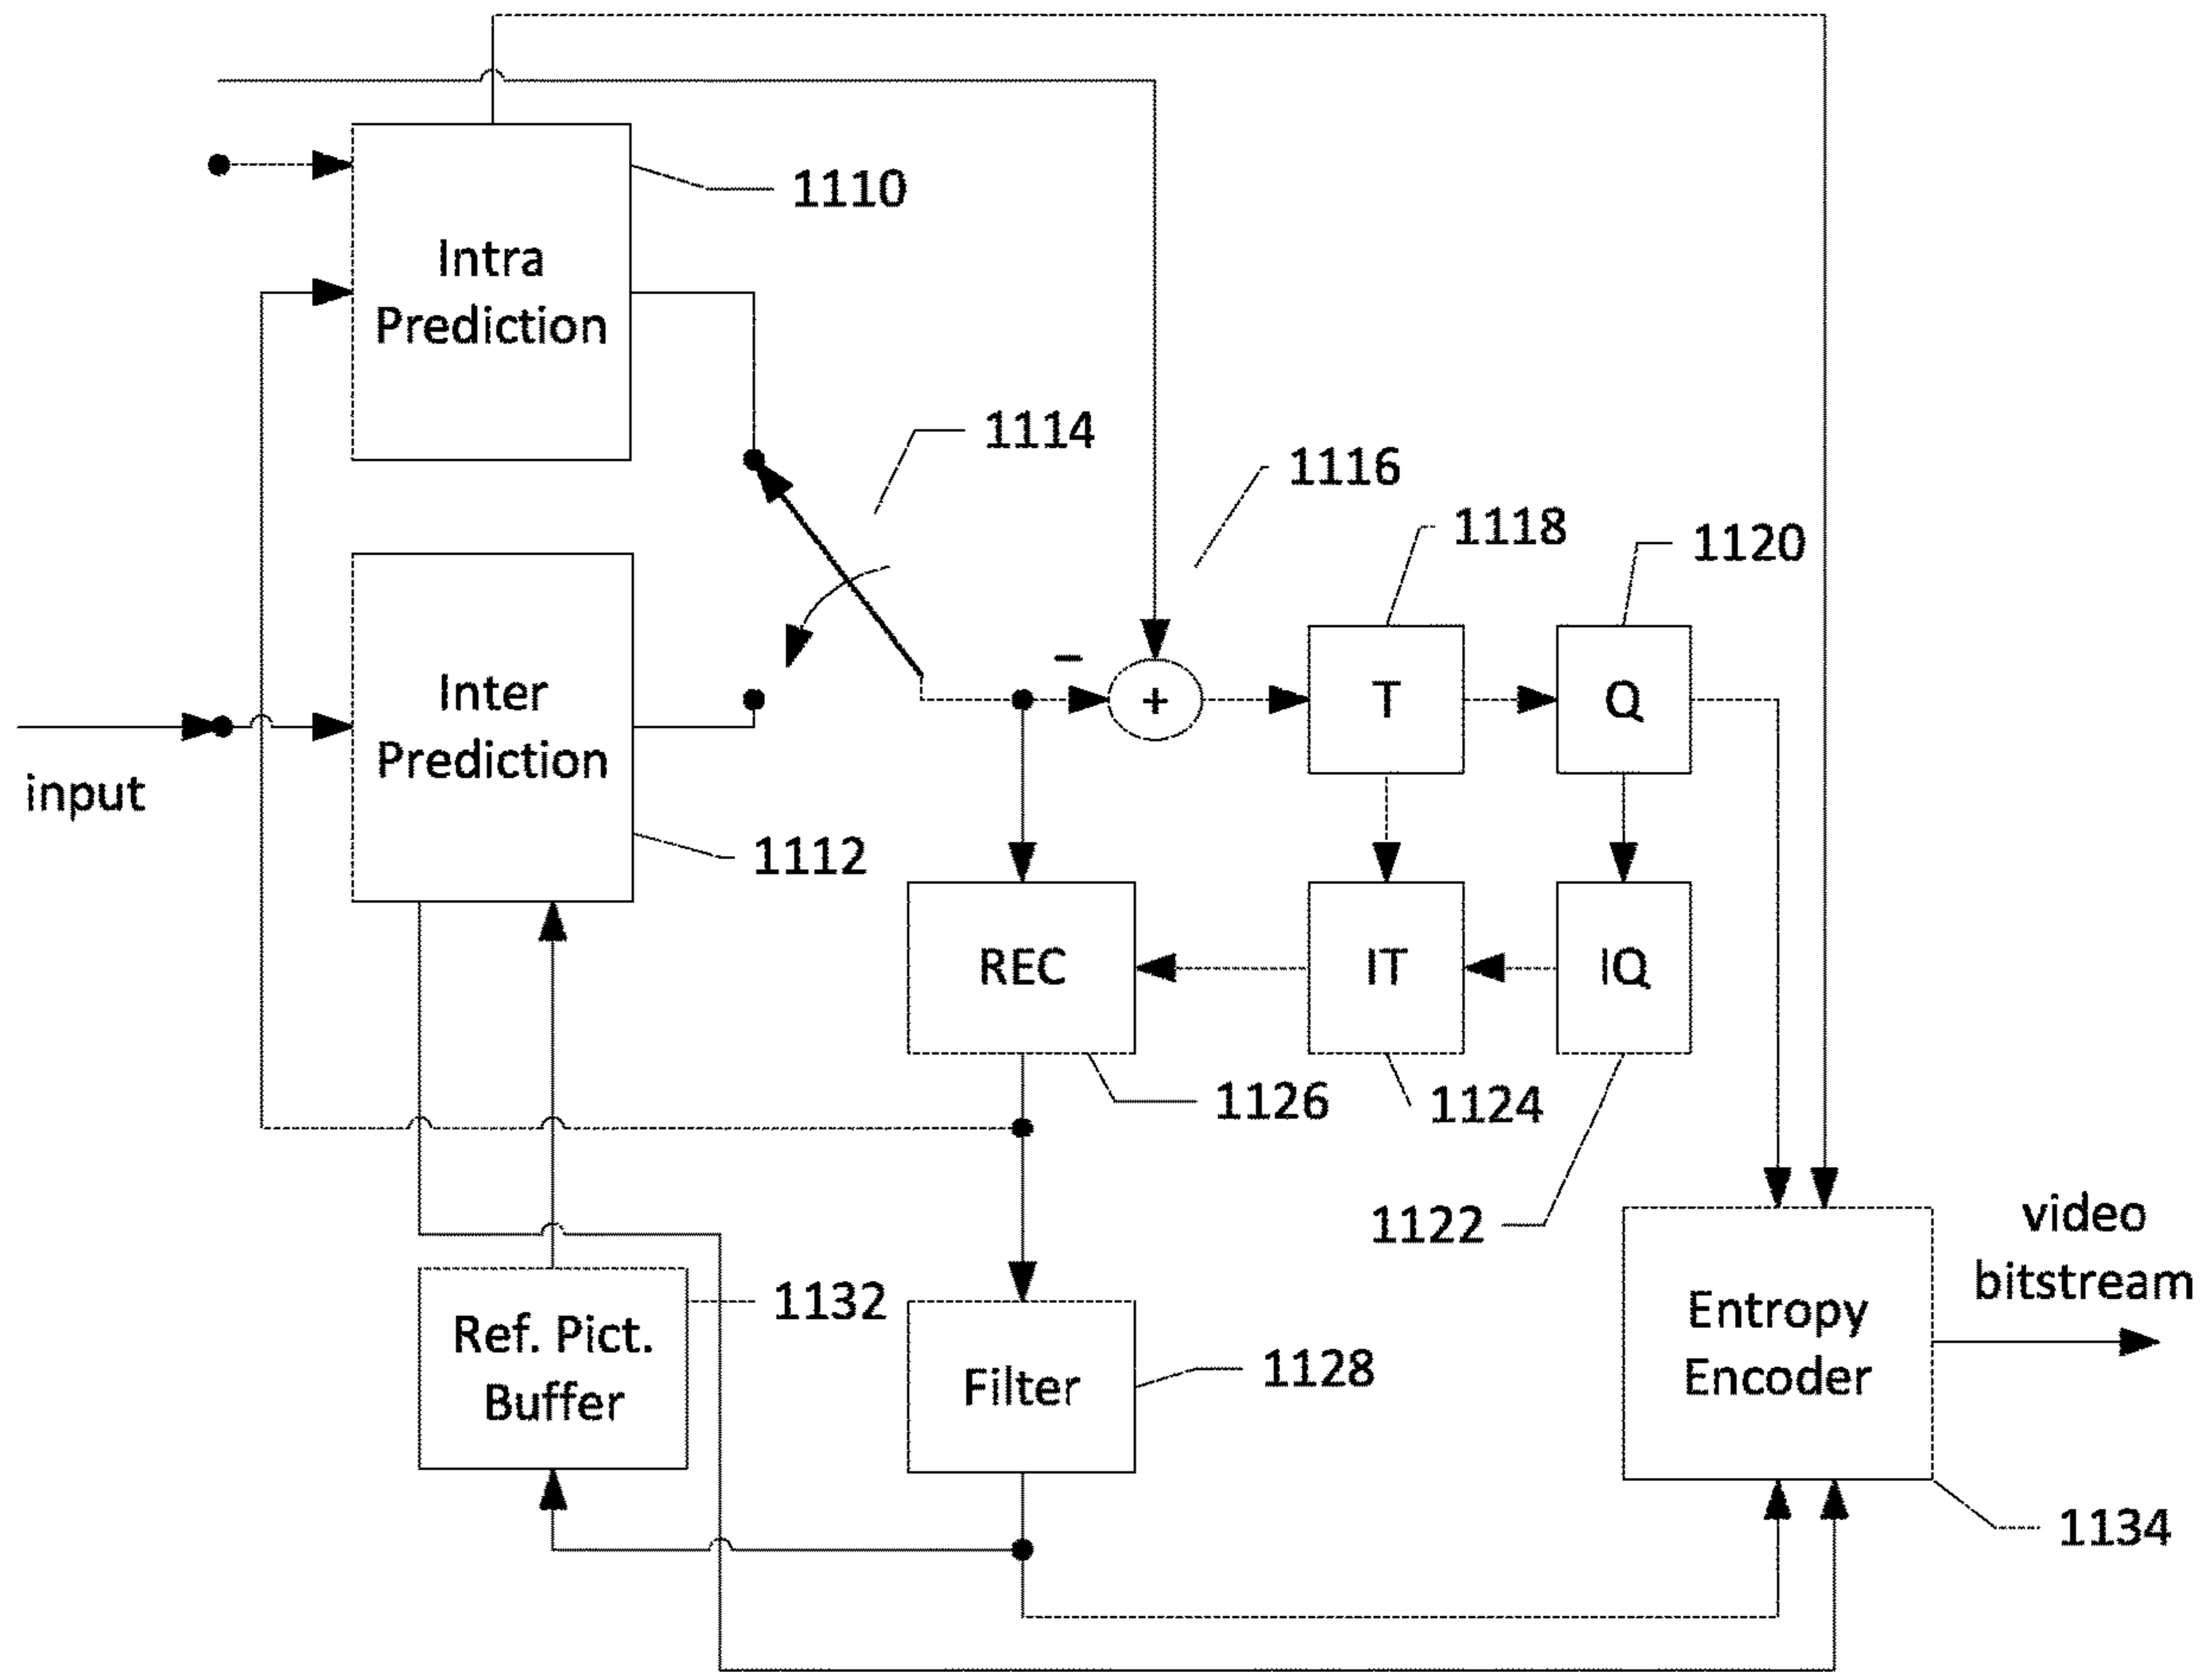 1110
Intra
Prediction
1114
1116
1118
1120
Inter
Prediction
−
+
T
Q
input
1112
REC
IT
IQ
1126
1124
1122
video
bitstream
1132
Ref. Pict.
Buffer
Filter
1128
Entropy
Encoder
1134